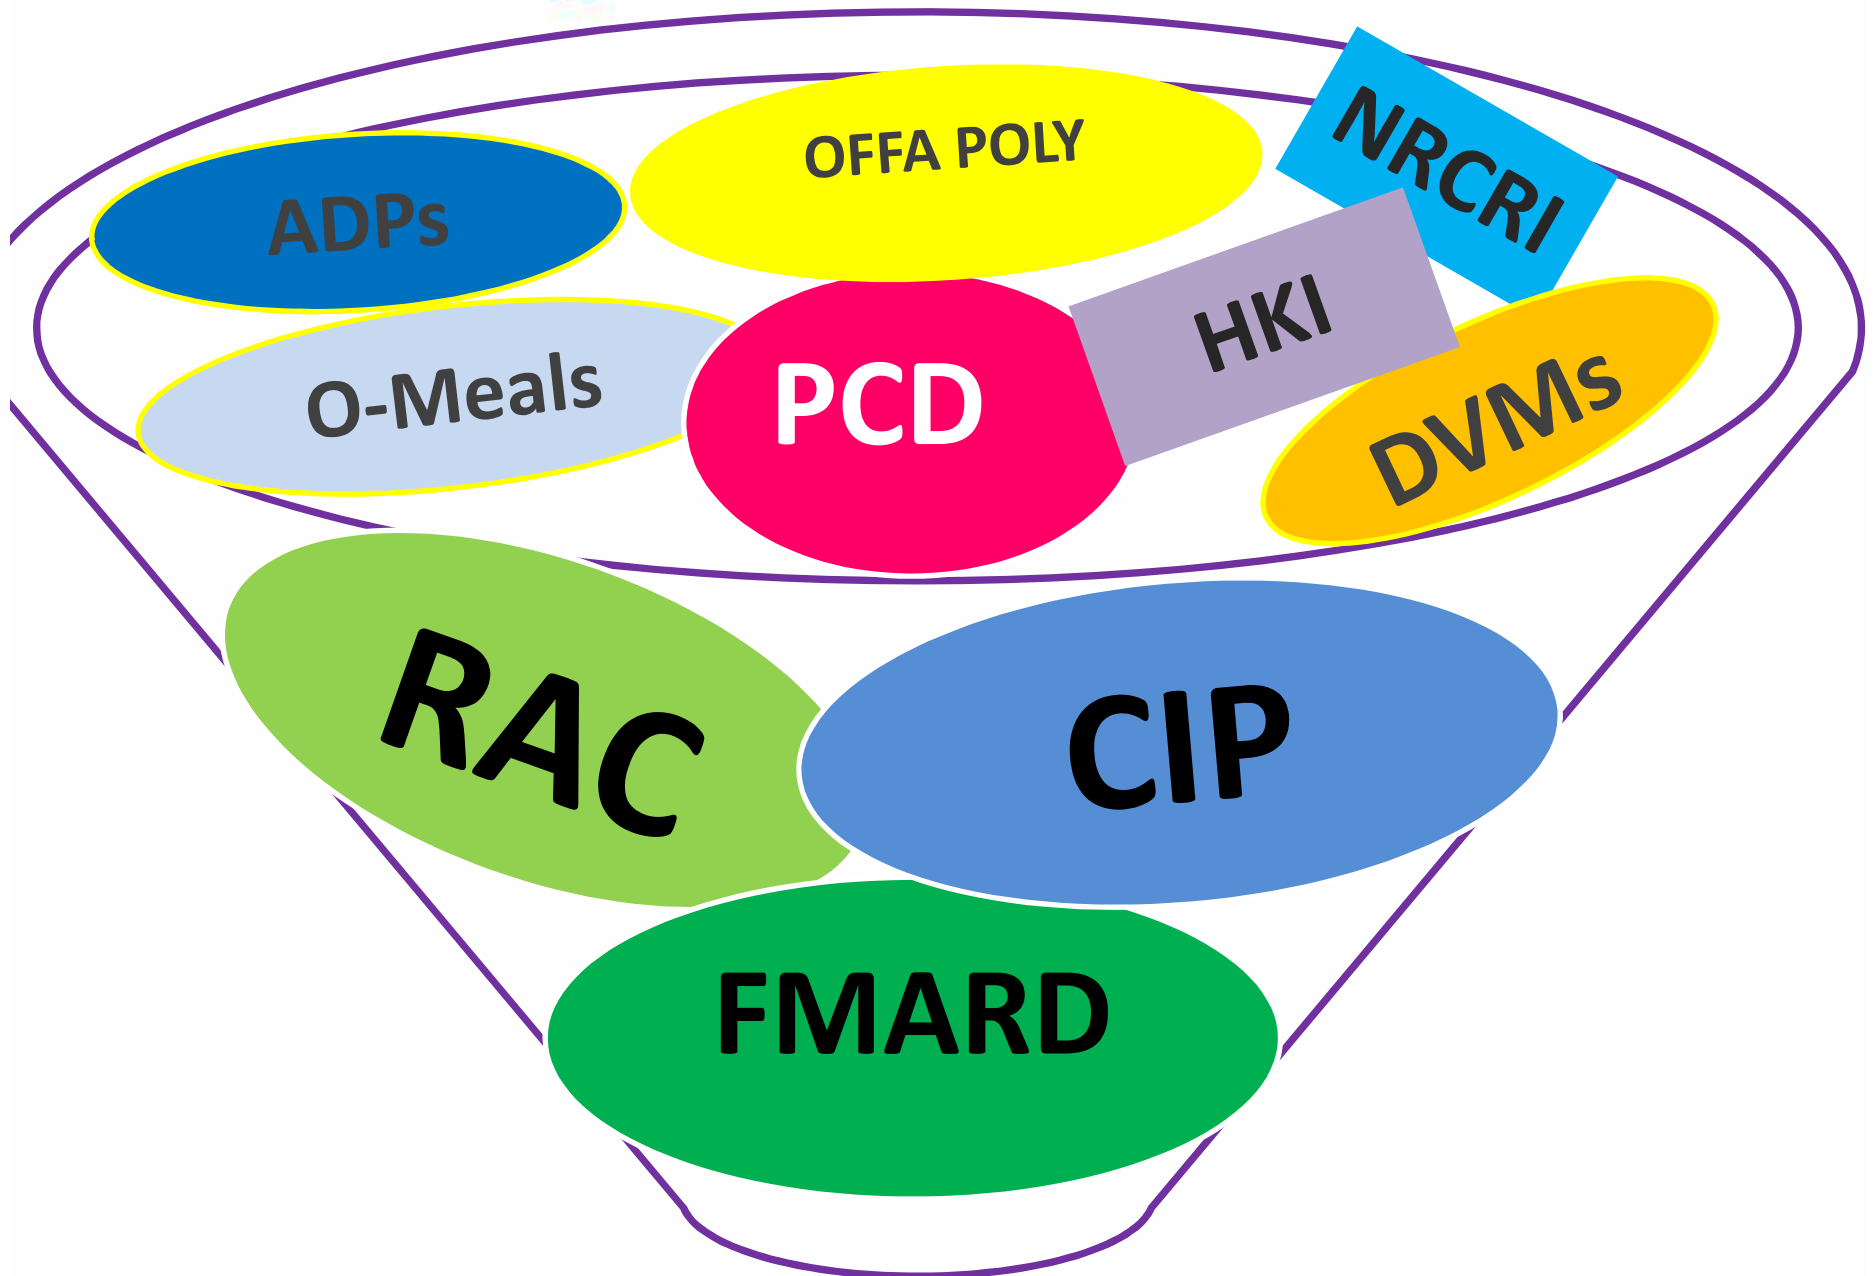 OFFA POLY
NRCRI
ADPs
HKI
O-Meals
PCD
DVMs
RAC
CIP
FMARD